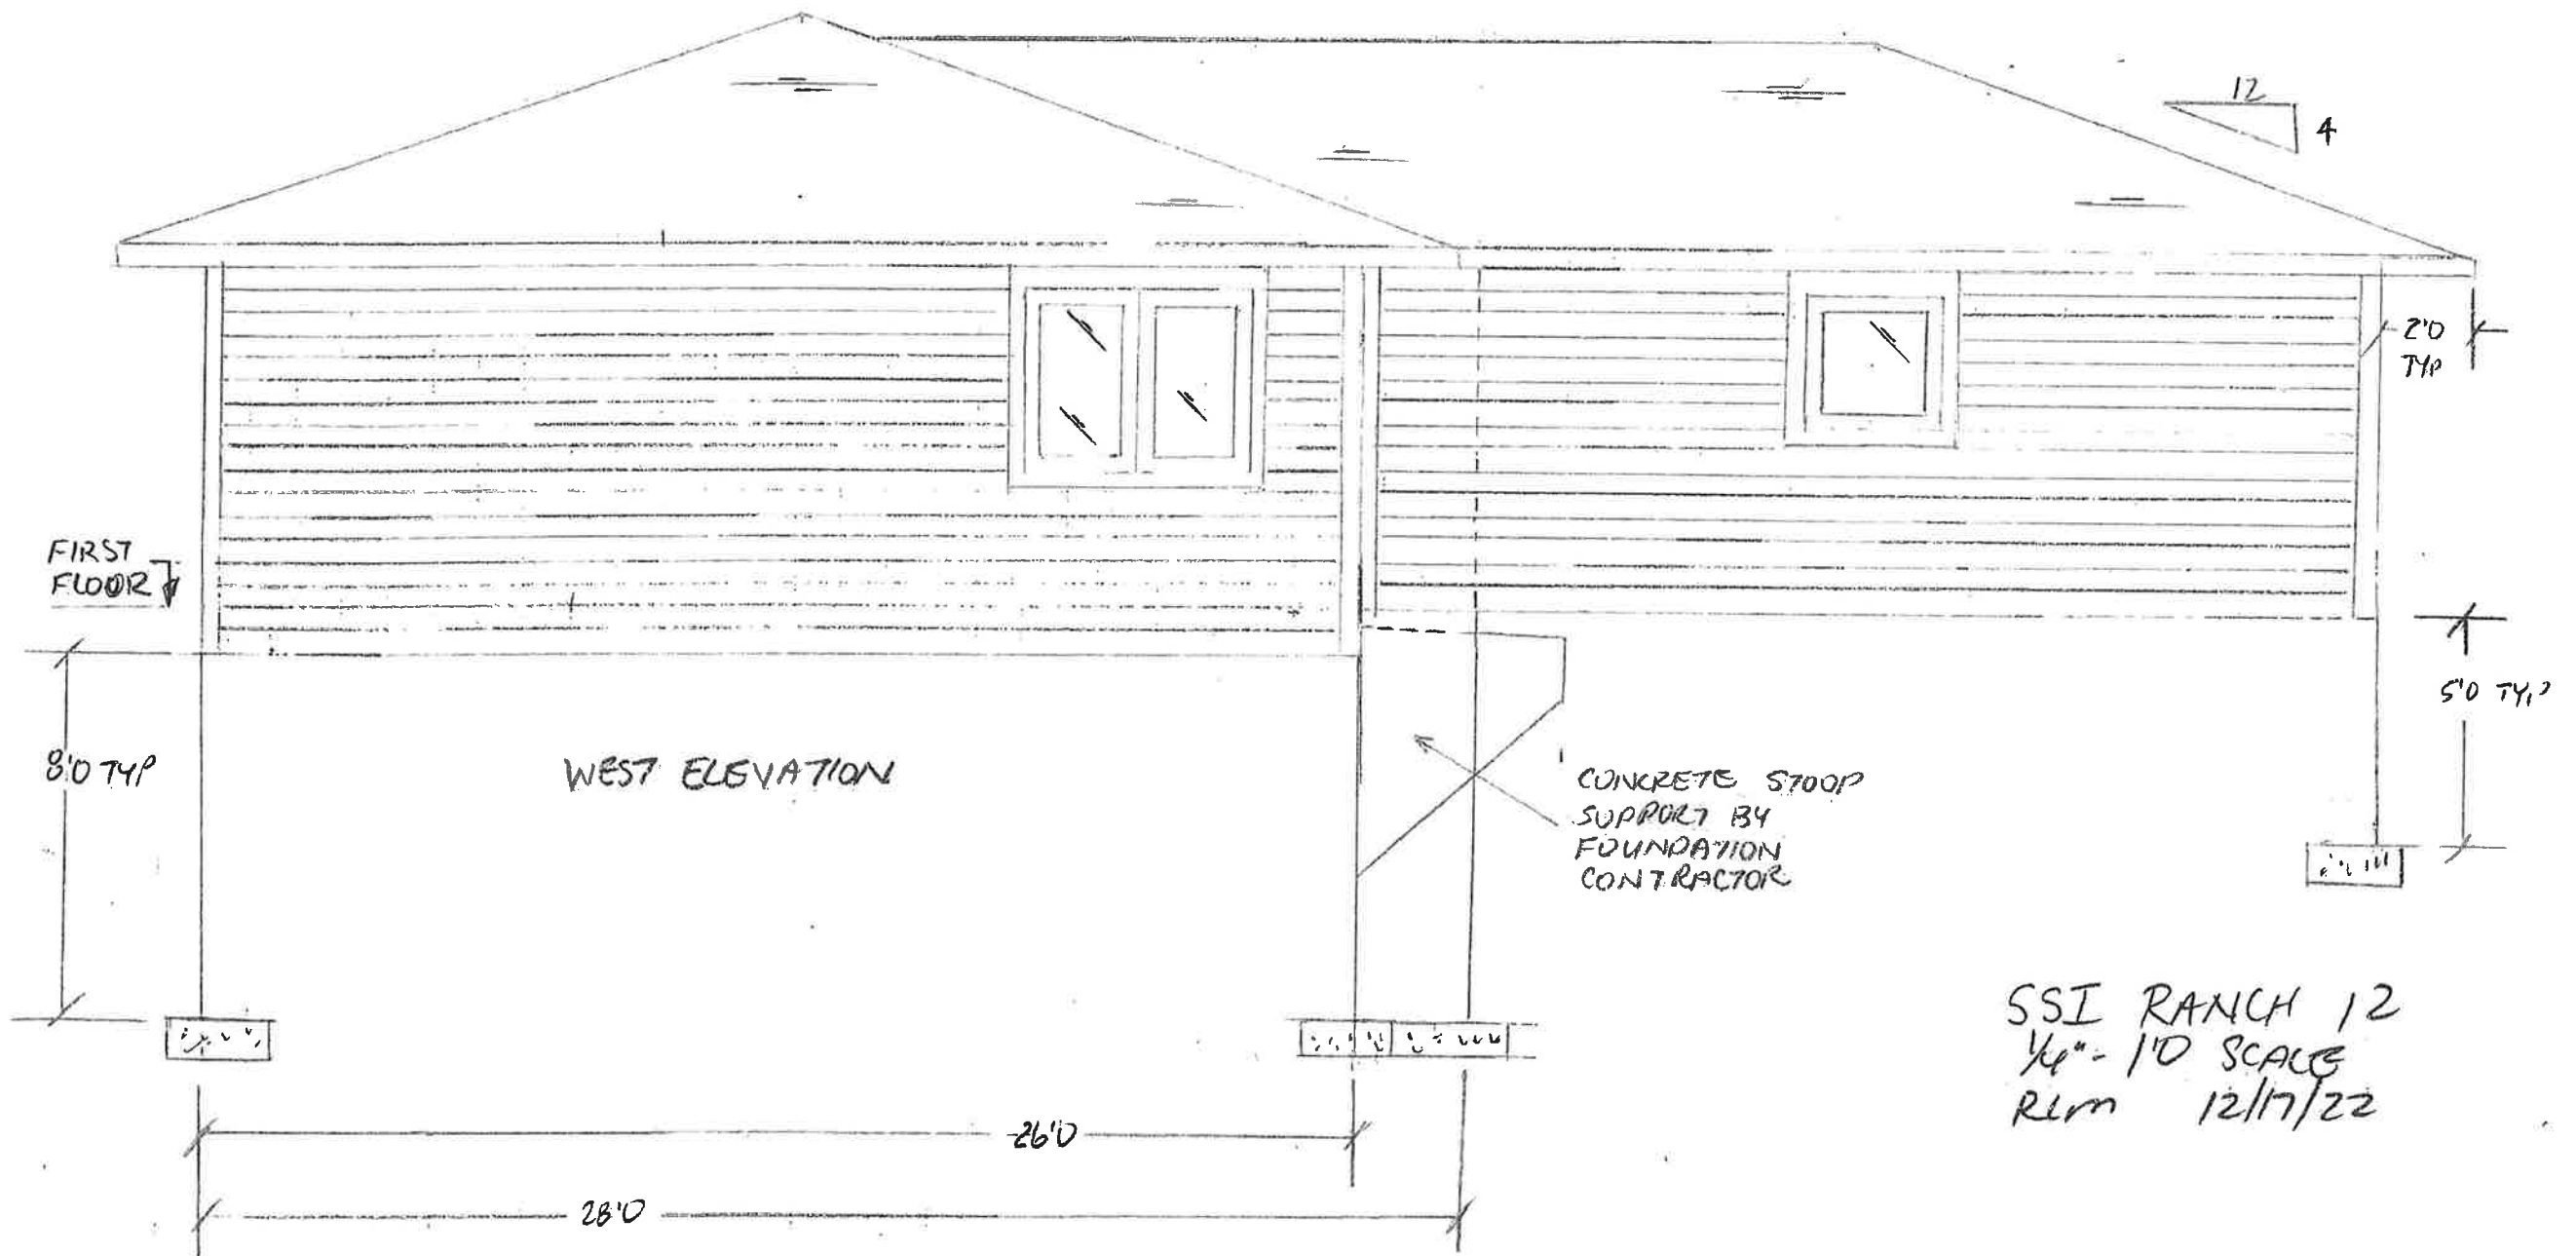 12
4
2'0
TYP
FIRST
FLOOR
5'0 TYP
8'0 TYP
WEST ELEVATION
CONCRETE STOOP
SUPPORT BY
FOUNDATION
CONTRACTOR
SSI RANCH 12
1/4" - 1'0 SCALE
RLM 12/17/22
26'0
28'0